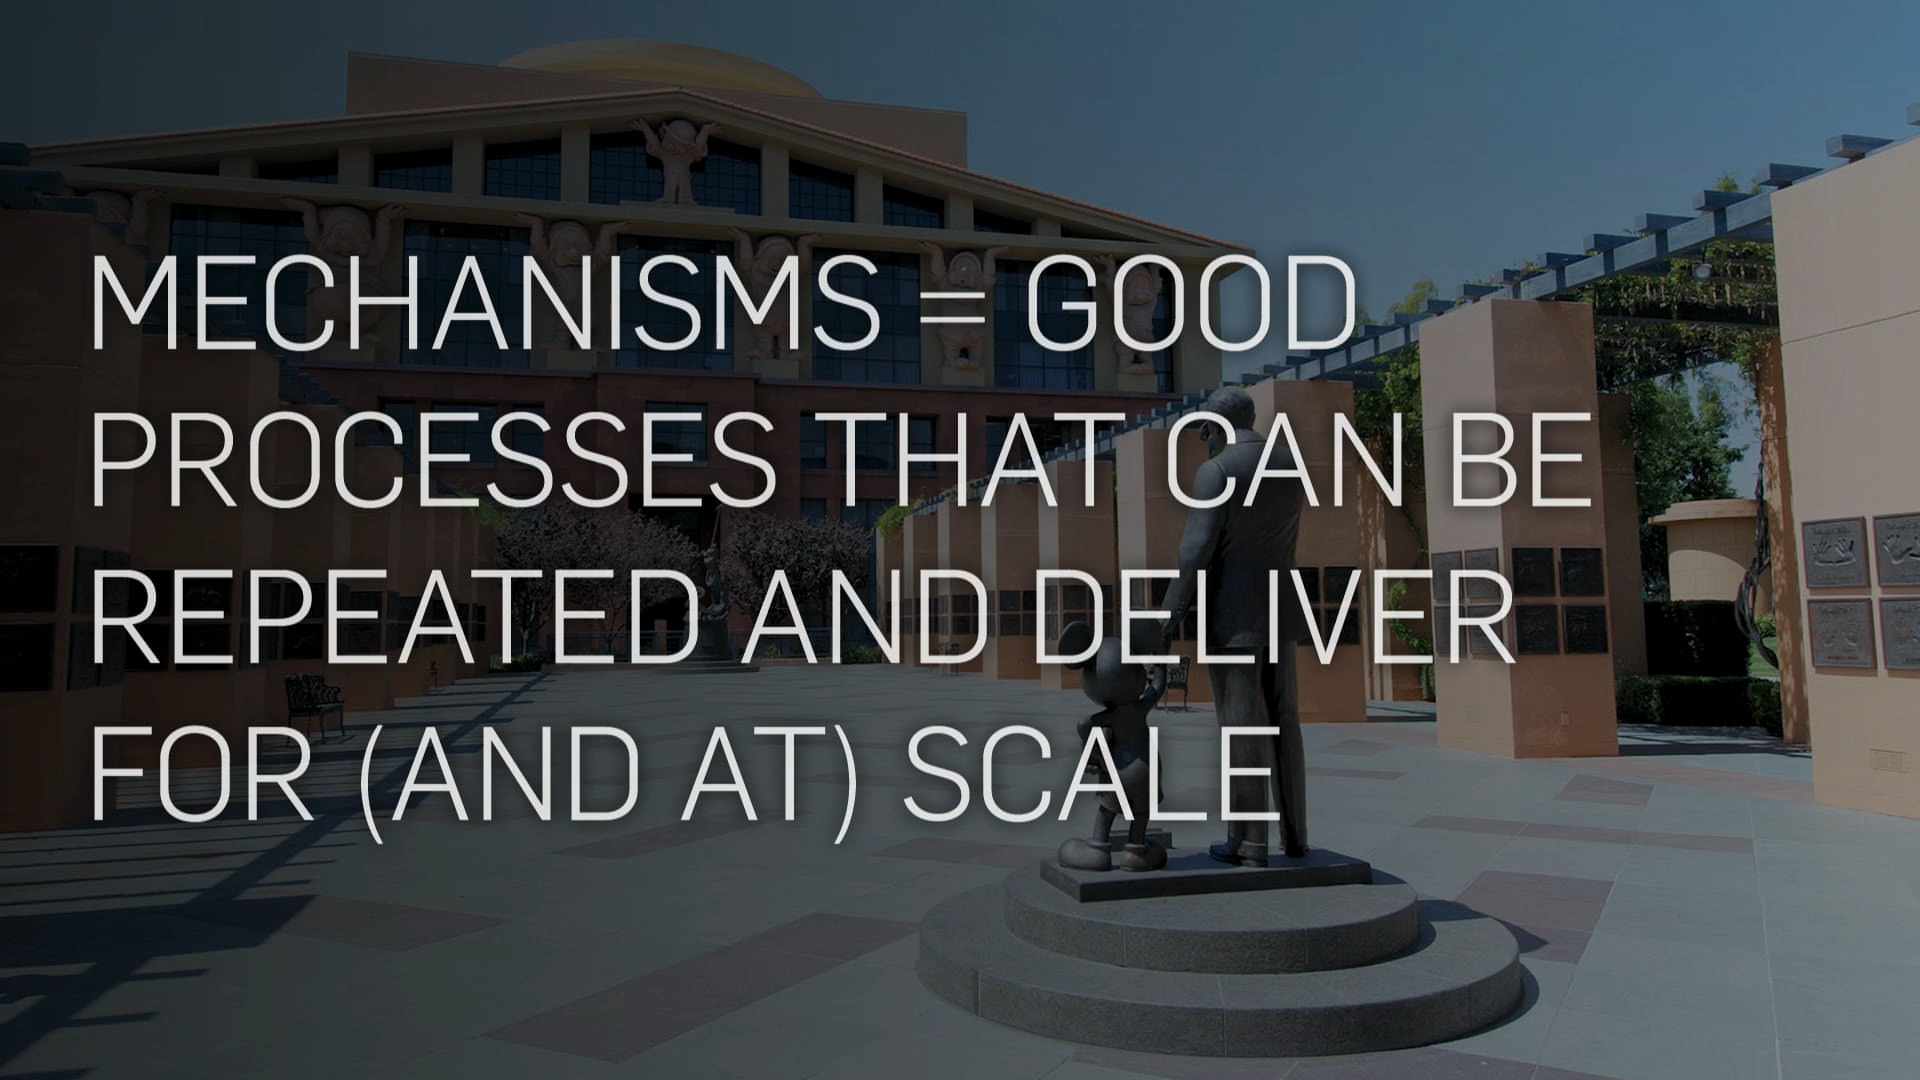 MECHANISMS = GOOD
PROCESSES THAT CAN BE
REPEATED AND DELIVER
FOR (AND AT) SCALE